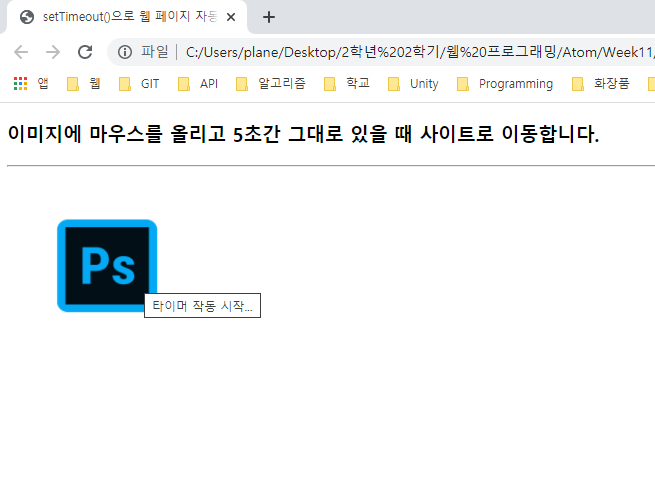 setTimeout()으로 웹 페이지 자동
파일 C:/Users/plane/Desktop/2학년%202학기/웹%20프로그래밍/Atom/Week11/
앱 웹 GIT API 알고리즘 학교 Unity Programming 화장품
이미지에 마우스를 올리고 5초간 그대로 있을 때 사이트로 이동합니다.
Ps
타이머 작동 시작...